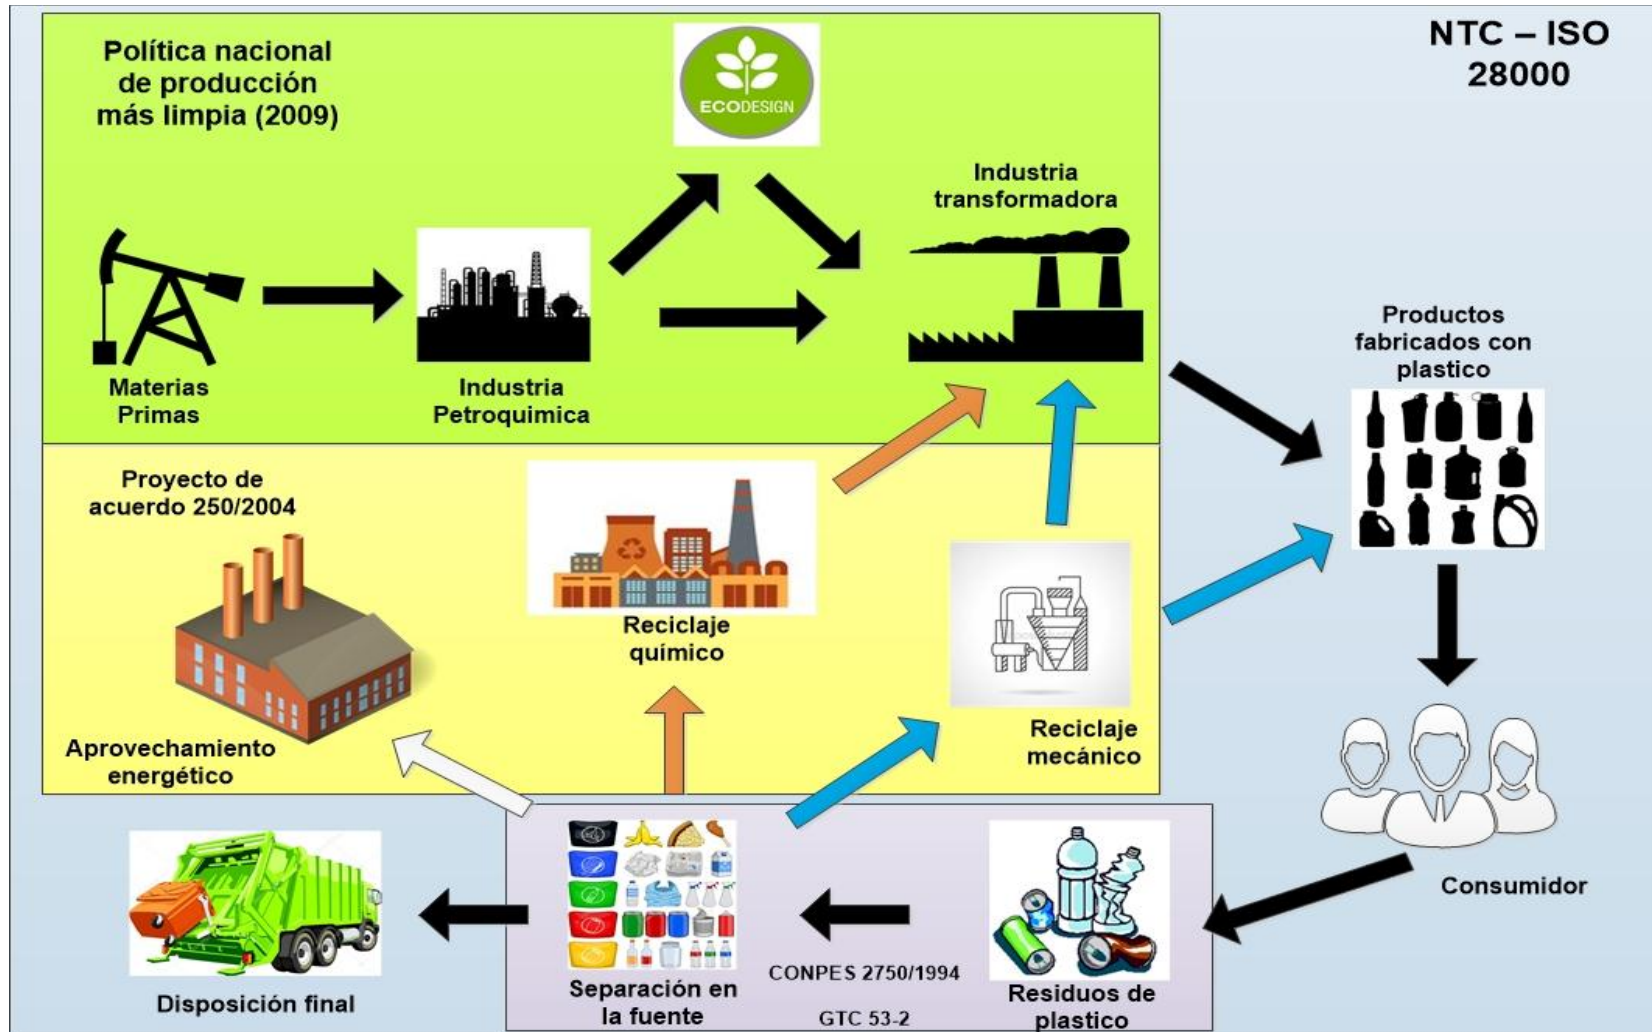 Política nacional
de producción
más limpia (2009)
ECODESIGN
NTC – ISO
28000
Industria
transformadora
Materias
Primas
Industria
Petroquimica
Productos
fabricados con
plastico
Proyecto de
acuerdo 250/2004
Reciclaje
químico
Aprovechamiento
energético
Reciclaje
mecánico
Consumidor
Disposición final
Separación en
la fuente
CONPES 2750/1994
GTC 53-2
Residuos de
plastico